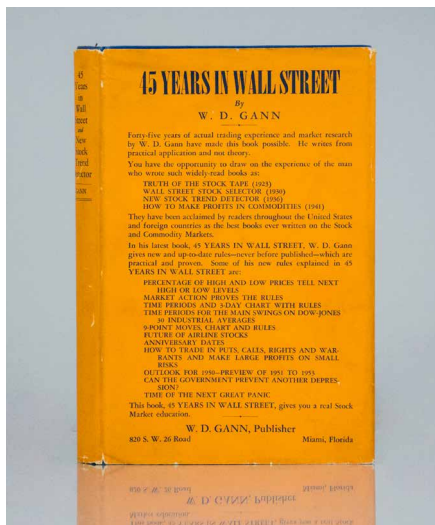 45
Years
in
Wall
Street
and
New
Stock
Trend
Detector
GANN
45 YEARS IN WALL STREET
By
W. D. GANN
Forty-five years of actual trading experience and market research
by W. D. Gann have made this book possible. He writes from
practical application and not theory.
You have the opportunity to draw on the experience of the man
who wrote such widely-read books as:
TRUTH OF THE STOCK TAPE (1923)
WALL STREET STOCK SELECTOR (1930)
NEW STOCK TREND DETECTOR (1936)
HOW TO MAKE PROFITS IN COMMODITIES (1941)
They have been acclaimed by readers throughout the United States
and foreign countries as the best books ever written on the Stock
and Commodity Markets.
In his latest book, 45 YEARS IN WALL STREET, W. D. Gann
gives new and up-to-date rules—never before published—which are
practical and proven. Some of his new rules explained in 45
YEARS IN WALL STREET are:
PERCENTAGE OF HIGH AND LOW PRICES TELL NEXT
HIGH OR LOW LEVELS
MARKET ACTION PROVES THE RULES
TIME PERIODS AND 3-DAY CHART WITH RULES
TIME PERIODS FOR THE MAIN SWINGS ON DOW-JONES
30 INDUSTRIAL AVERAGES
9-POINT MOVES, CHART AND RULES
FUTURE OF AIRLINE STOCKS
ANNIVERSARY DATES
HOW TO TRADE IN PUTS, CALLS, RIGHTS AND WAR-
RANTS AND MAKE LARGE PROFITS ON SMALL
RISKS
OUTLOOK FOR 1950—PREVIEW OF 1951 TO 1953
CAN THE GOVERNMENT PREVENT ANOTHER DEPRES-
SION?
TIME OF THE NEXT GREAT PANIC
This book, 45 YEARS IN WALL STREET, gives you a real Stock
Market education.
W. D. GANN, Publisher
820 S. W. 26 Road Miami, Florida